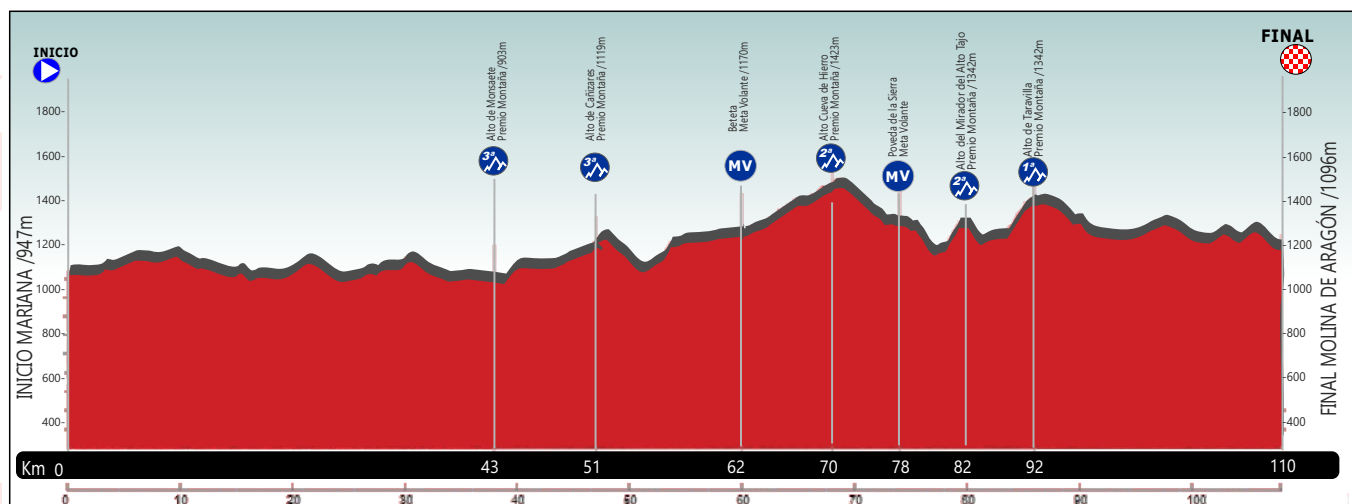 INICIO
FINAL
Alto de Monsaete
Premio Montaña /903m
3ª
Alto de Cañizares
Premio Montaña /1119m
3ª
Beteta
Meta Volante /1170m
MV
Alto Cueva de Hierro
Premio Montaña /1423m
2ª
Poveda de la Sierra
Meta Volante
MV
Alto del Mirador del Alto Tajo
Premio Montaña /1342m
2ª
Alto de Taravilla
Premio Montaña /1342m
1ª
INICIO MARIANA /947m
1800-
1600-
1400-
1200-
1000-
800-
600-
400-
-1800
-1600
-1400
-1200
-1000
-800
-600
-400
FINAL MOLINA DE ARAGON /1096m
Km 0 43 51 62 70 78 82 92 110
0 10 20 30 40 50 60 70 80 90 100